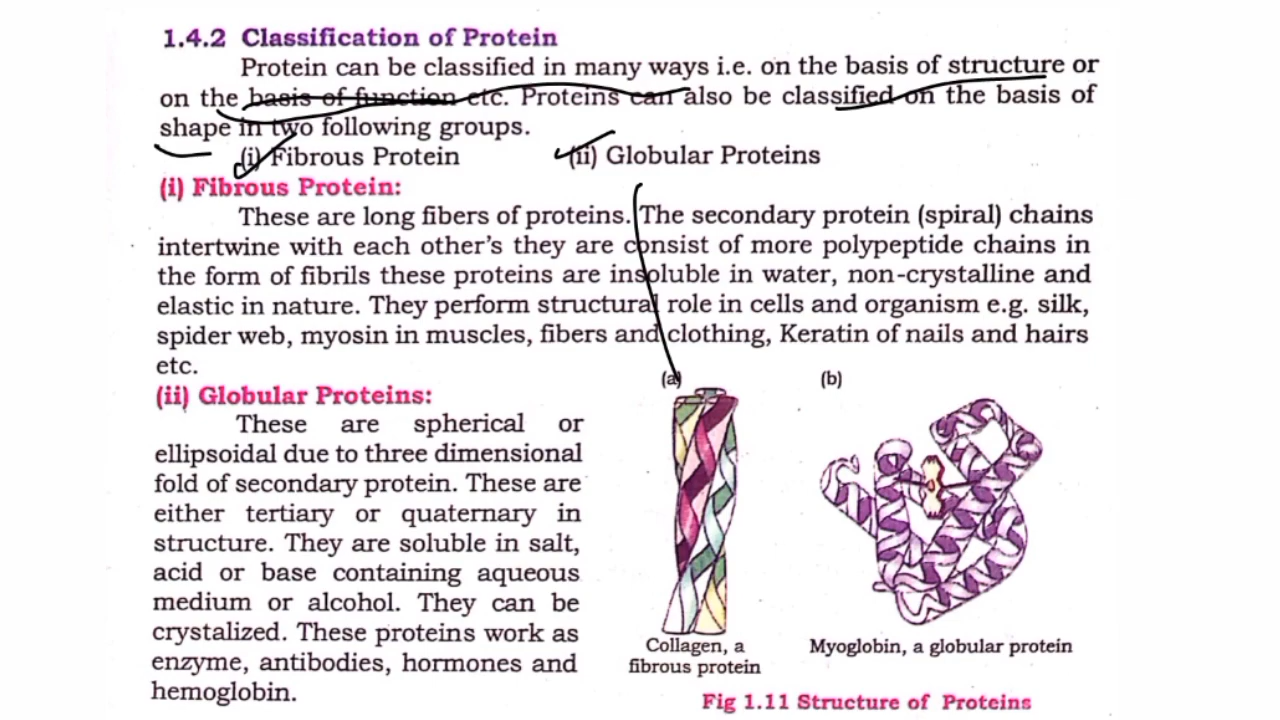 1.4.2 Classification of Protein
Protein can be classified in many ways i.e. on the basis of structure or
on the basis of function etc. Proteins can also be classified on the basis of
shape in two following groups.
(i) Fibrous Protein (ii) Globular Proteins
(i) Fibrous Protein:
These are long fibers of proteins. The secondary protein (spiral) chains
intertwine with each other's they are consist of more polypeptide chains in
the form of fibrils these proteins are insoluble in water, non-crystalline and
elastic in nature. They perform structural role in cells and organism e.g. silk,
spider web, myosin in muscles, fibers and clothing, Keratin of nails and hairs
etc.
(ii) Globular Proteins:
These are spherical or
ellipsoidal due to three dimensional
fold of secondary protein. These are
either tertiary or quaternary in
structure. They are soluble in salt,
acid or base containing aqueous
medium or alcohol. They can be
crystalized. These proteins work as
enzyme, antibodies, hormones and
hemoglobin.
(a)
(b)
Collagen, a
fibrous protein
Myoglobin, a globular protein
Fig 1.11 Structure of Proteins